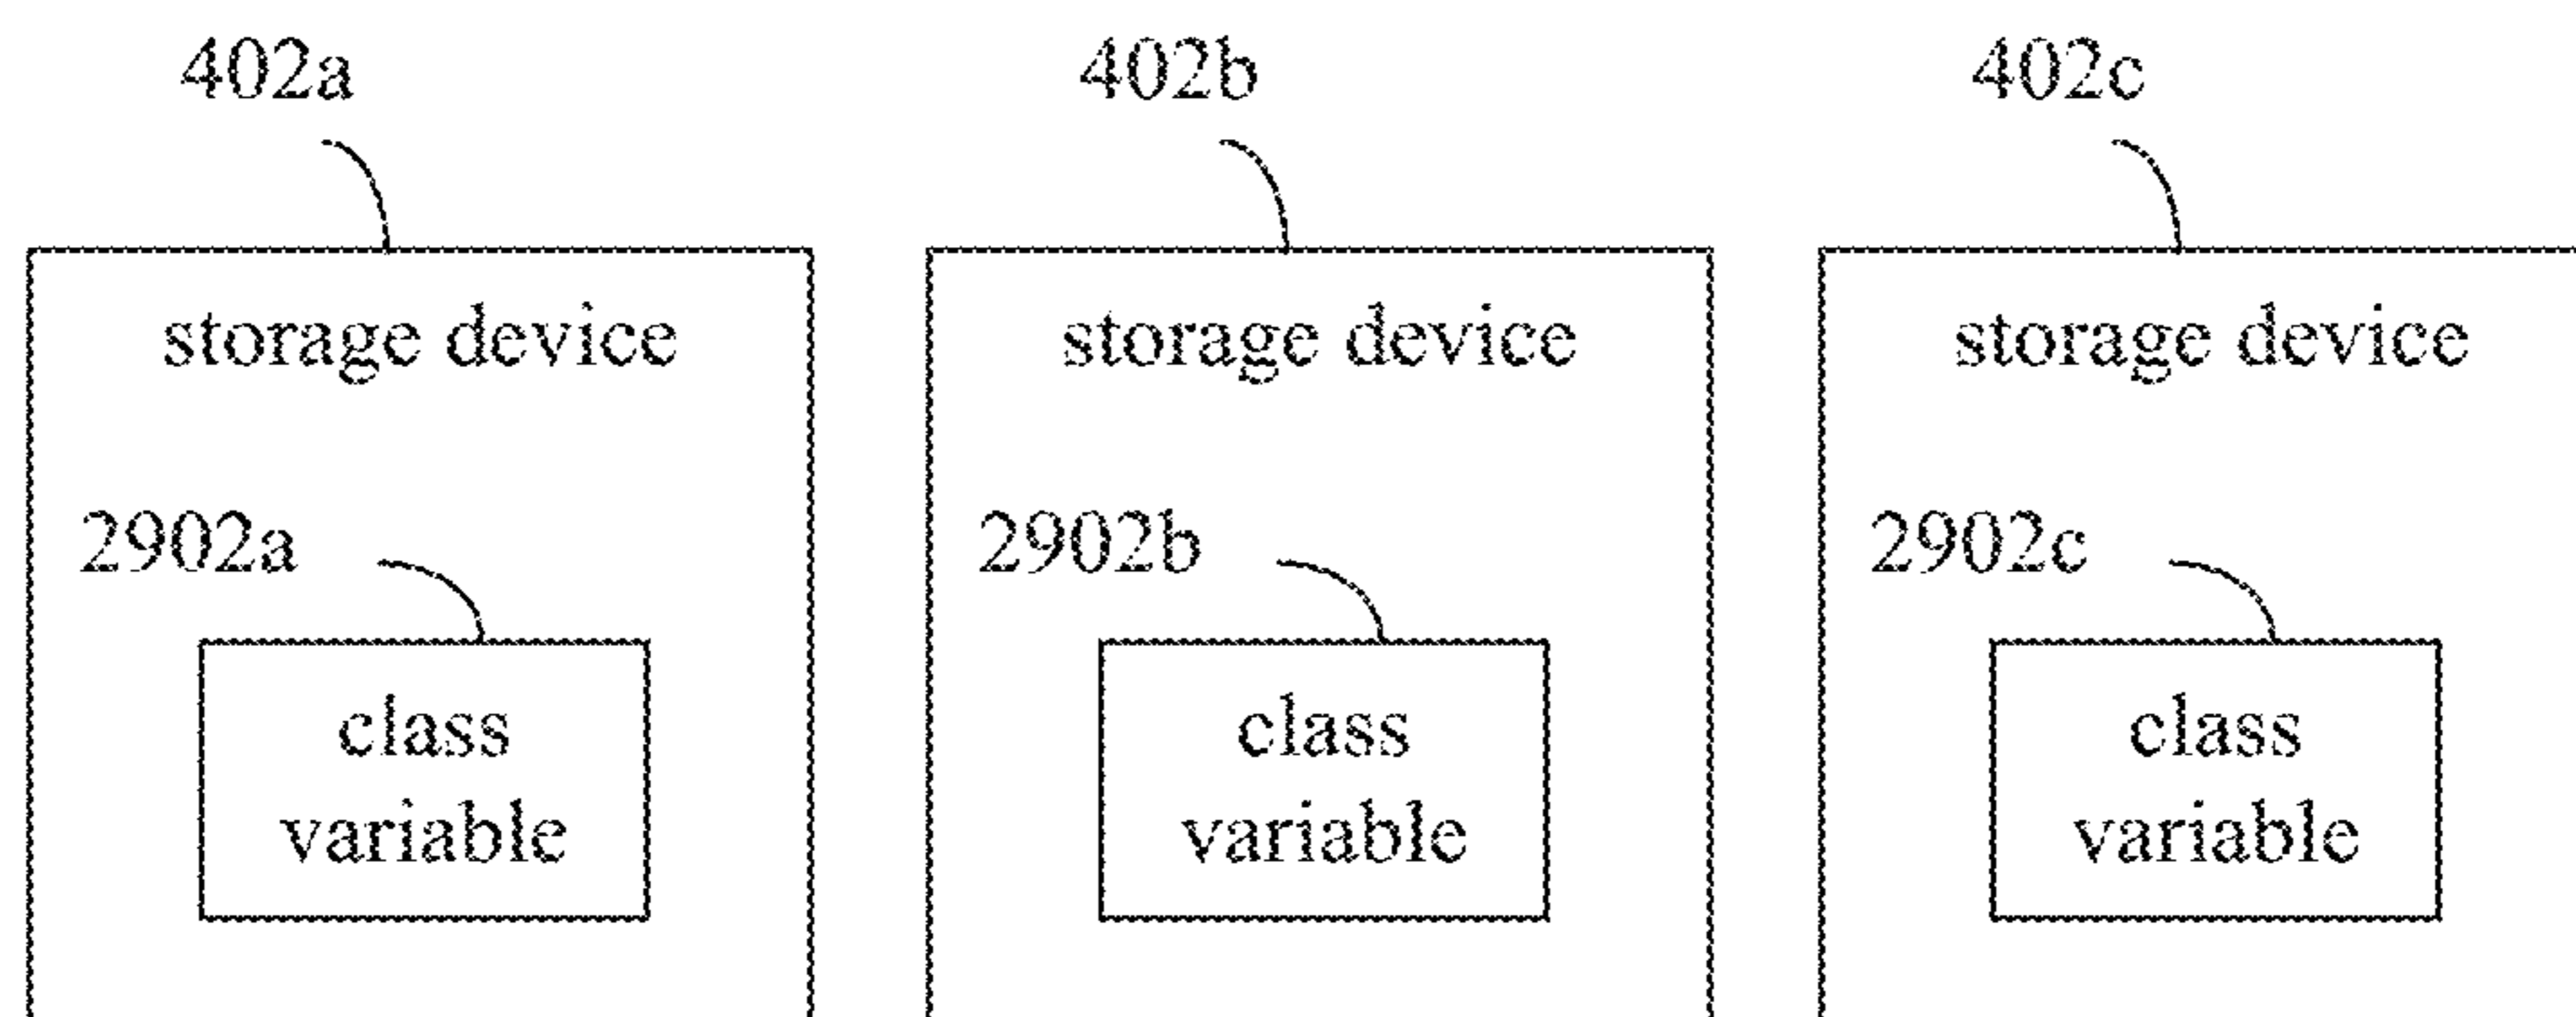 402a 402b 402c
storage device storage device storage device
2902a 2902b 2902c
class class class
variable variable variable